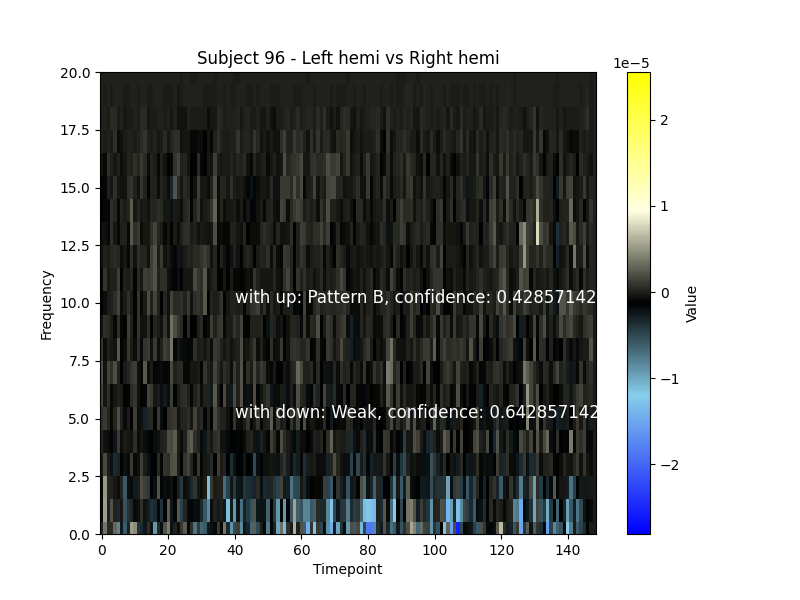 Subject 96 - Left hemi vs Right hemi
1e−5
20.0
17.5
15.0
12.5
10.0
7.5
5.0
2.5
0.0
Frequency
with up: Pattern B, confidence: 0.42857142
with down: Weak, confidence: 0.642857142
0 20 40 60 80 100 120 140
Timepoint
2
1
0
−1
−2
Value